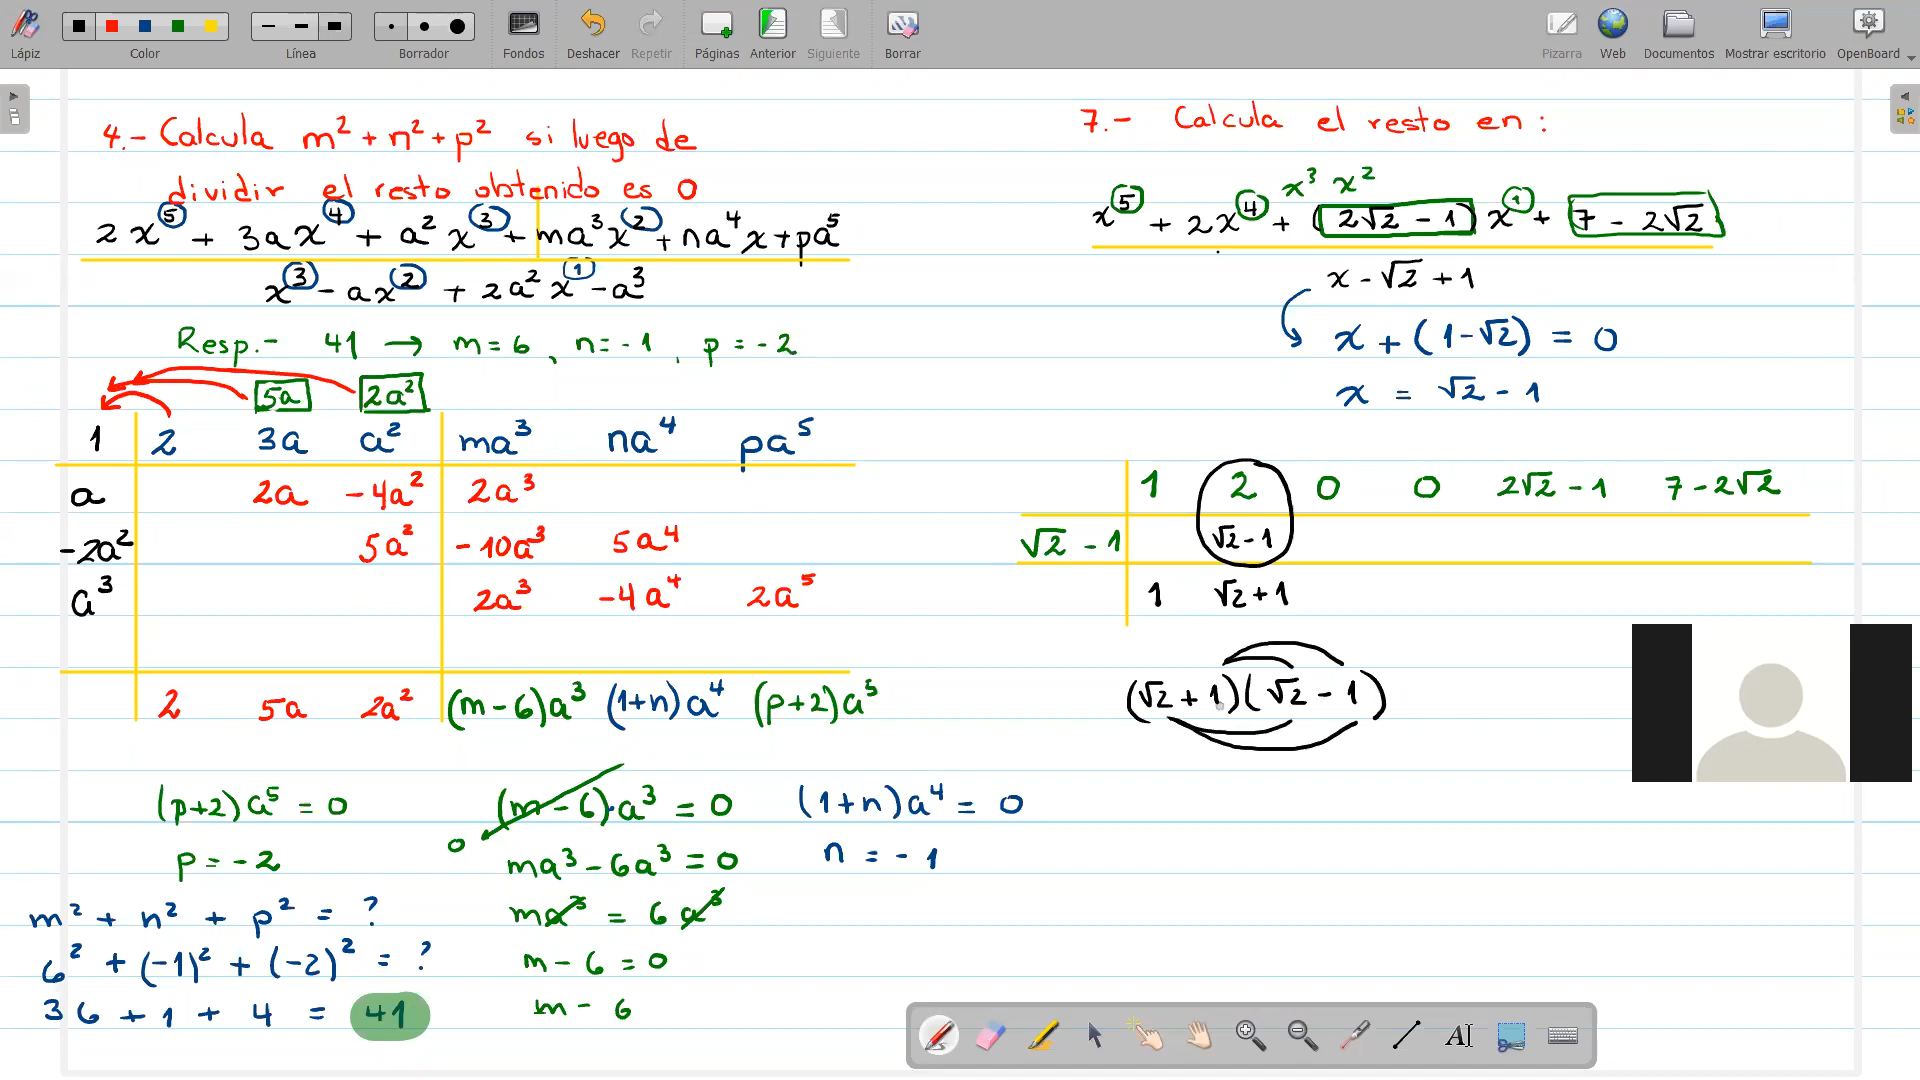 Lápiz Color Línea Borrador Fondos Deshacer Repetir Páginas Anterior Siguiente Borrar Pizarra Web Documentos Mostrar escritorio OpenBoard
4.- Calcula m² + n² + p² si luego de
dividir el resto obtenido es 0
2x⁵ + 3ax⁴ + a²x³ + ma³x² + na⁴x + pa⁵
x³ - ax² + 2a²x¹ - a³
Resp.- 41 → m = 6 , n = -1 , p = -2
5a 2a²
1 2 3a a² ma³ na⁴ pa⁵
a 2a -4a² 2a³
-2a² 5a² -10a³ 5a⁴
a³ 2a³ -4a⁴ 2a⁵
2 5a 2a² (m-6)a³ (1+n)a⁴ (p+2)a⁵
(p+2)a⁵ = 0
p = -2
m² + n² + p² = ?
6² + (-1)² + (-2)² = ?
36 + 1 + 4 = 41
(m-6)·a³ = 0
0
ma³ - 6a³ = 0
ma³ = 6a³
m - 6 = 0
m - 6
(1+n)a⁴ = 0
n = -1
7.- Calcula el resto en:
x³ x²
x⁵ + 2x⁴ + (2√2 - 1)x¹ + 7 - 2√2
x - √2 + 1
x + (1-√2) = 0
x = √2 - 1
1 2 0 0 2√2 - 1 7 - 2√2
√2 - 1 √2 - 1
1 √2 + 1
(√2 + 1)(√2 - 1)